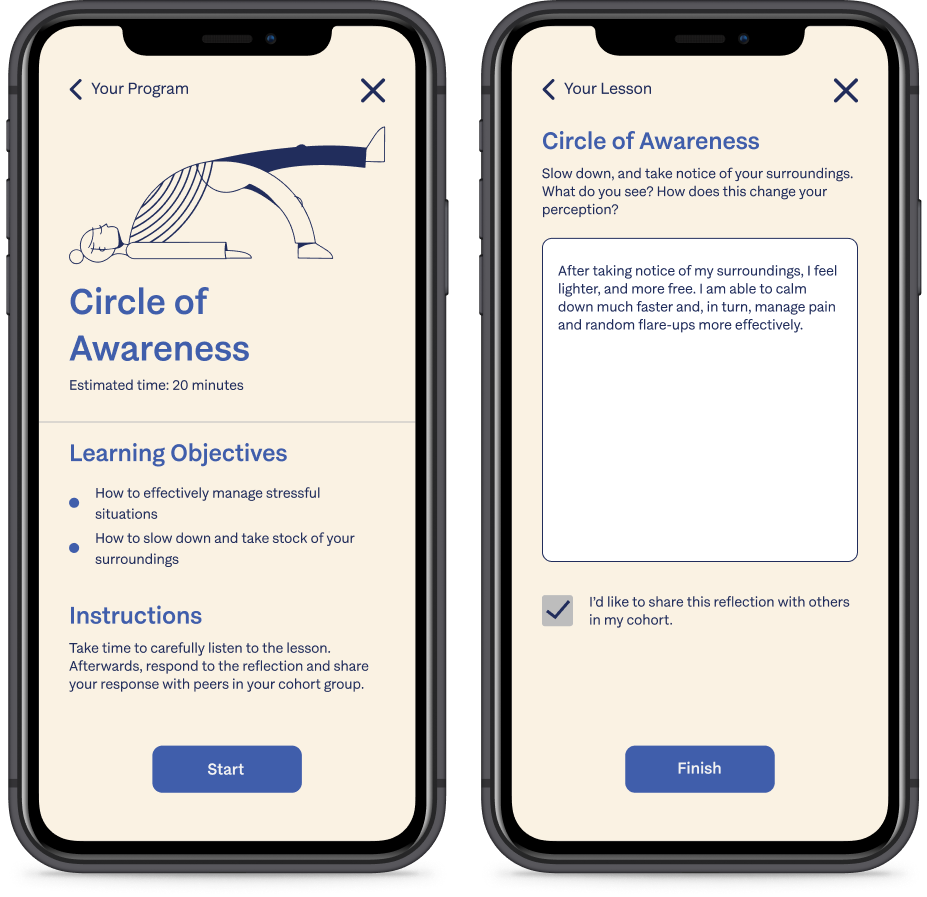 Your Program
Circle of
Awareness
Estimated time: 20 minutes
Learning Objectives
How to effectively manage stressful
situations
How to slow down and take stock of your
surroundings
Instructions
Take time to carefully listen to the lesson.
Afterwards, respond to the reflection and share
your response with peers in your cohort group.
Start
Your Lesson
Circle of Awareness
Slow down, and take notice of your surroundings.
What do you see? How does this change your
perception?
After taking notice of my surroundings, I feel
lighter, and more free. I am able to calm
down much faster and, in turn, manage pain
and random flare-ups more effectively.
I'd like to share this reflection with others
in my cohort.
Finish